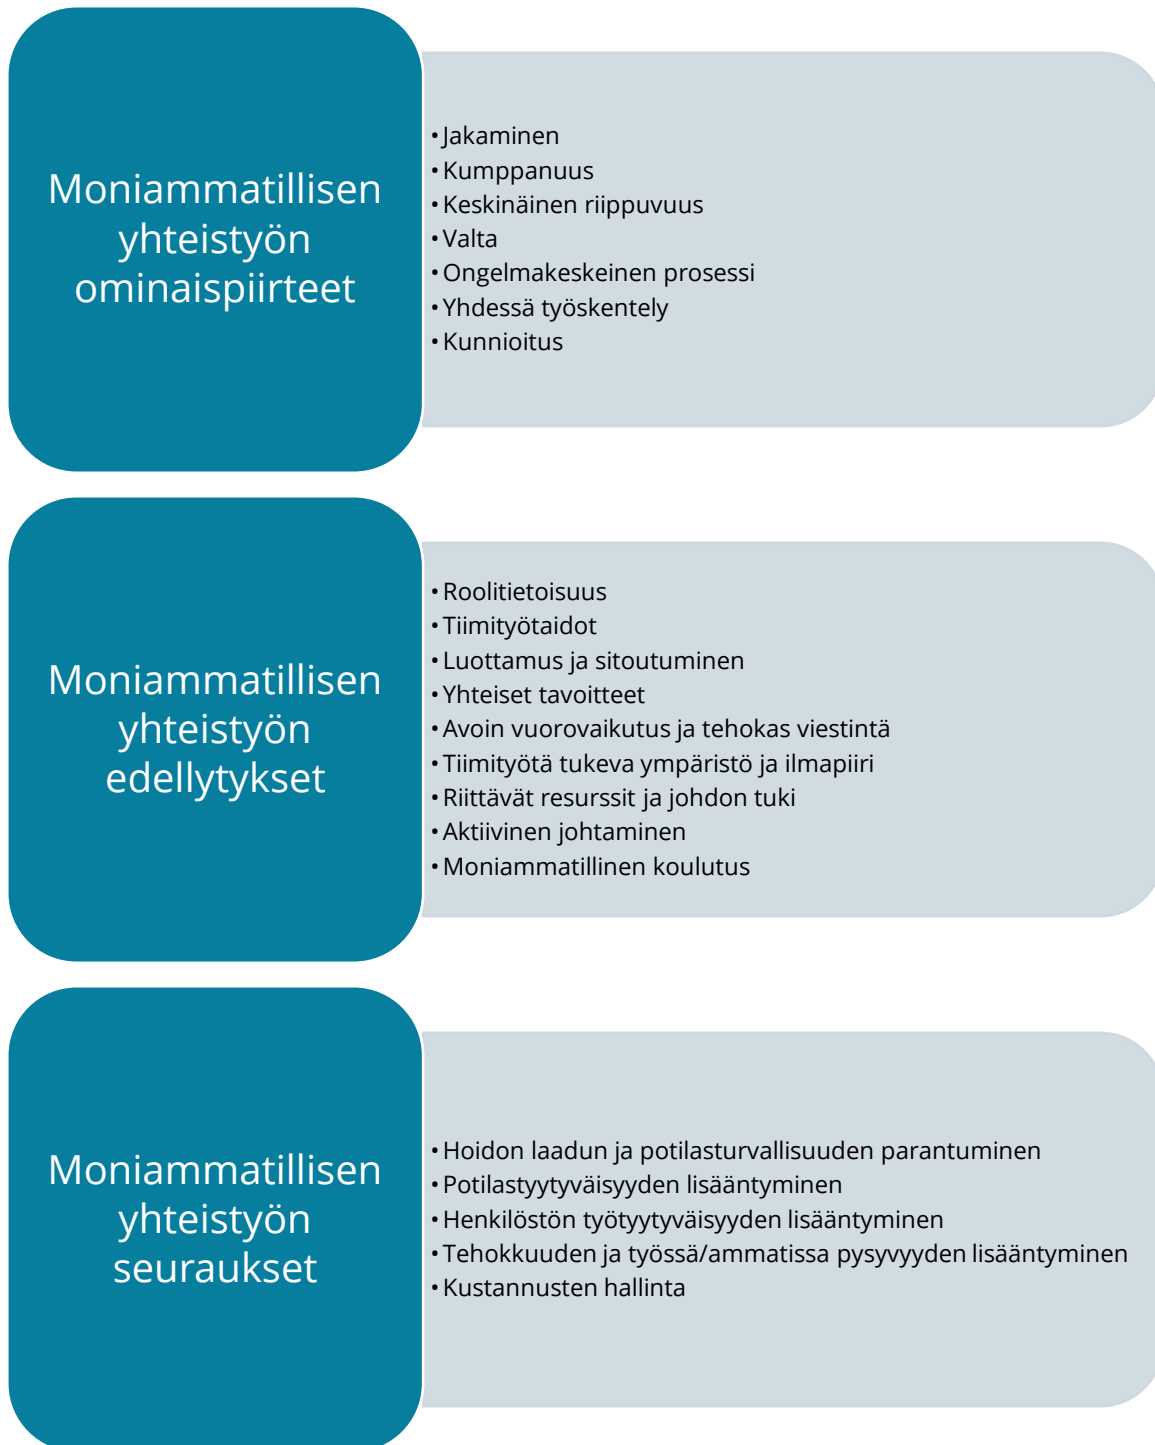 Moniammatillisen
yhteistyön
ominaispiirteet
•Jakaminen
•Kumppanuus
•Keskinäinen riippuvuus
•Valta
•Ongelmakeskeinen prosessi
•Yhdessä työskentely
•Kunnioitus
Moniammatillisen
yhteistyön
edellytykset
•Roolitietoisuus
•Tiimityötaidot
•Luottamus ja sitoutuminen
•Yhteiset tavoitteet
•Avoin vuorovaikutus ja tehokas viestintä
•Tiimityötä tukeva ympäristö ja ilmapiiri
•Riittävät resurssit ja johdon tuki
•Aktiivinen johtaminen
•Moniammatillinen koulutus
Moniammatillisen
yhteistyön
seuraukset
•Hoidon laadun ja potilasturvallisuuden parantuminen
•Potilastyytyväisyyden lisääntyminen
•Henkilöstön työtyytyväisyyden lisääntyminen
•Tehokkuuden ja työssä/ammatissa pysyvyyden lisääntyminen
•Kustannusten hallinta